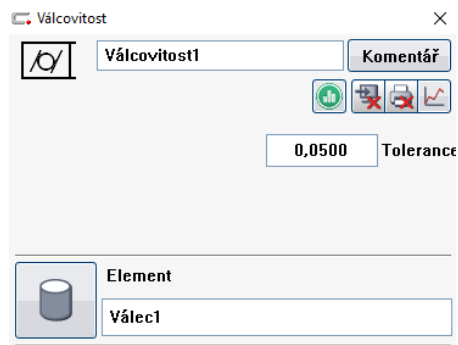 Válcovitost
Válcovitost1
Komentář
0,0500
Tolerance
Element
Válec1